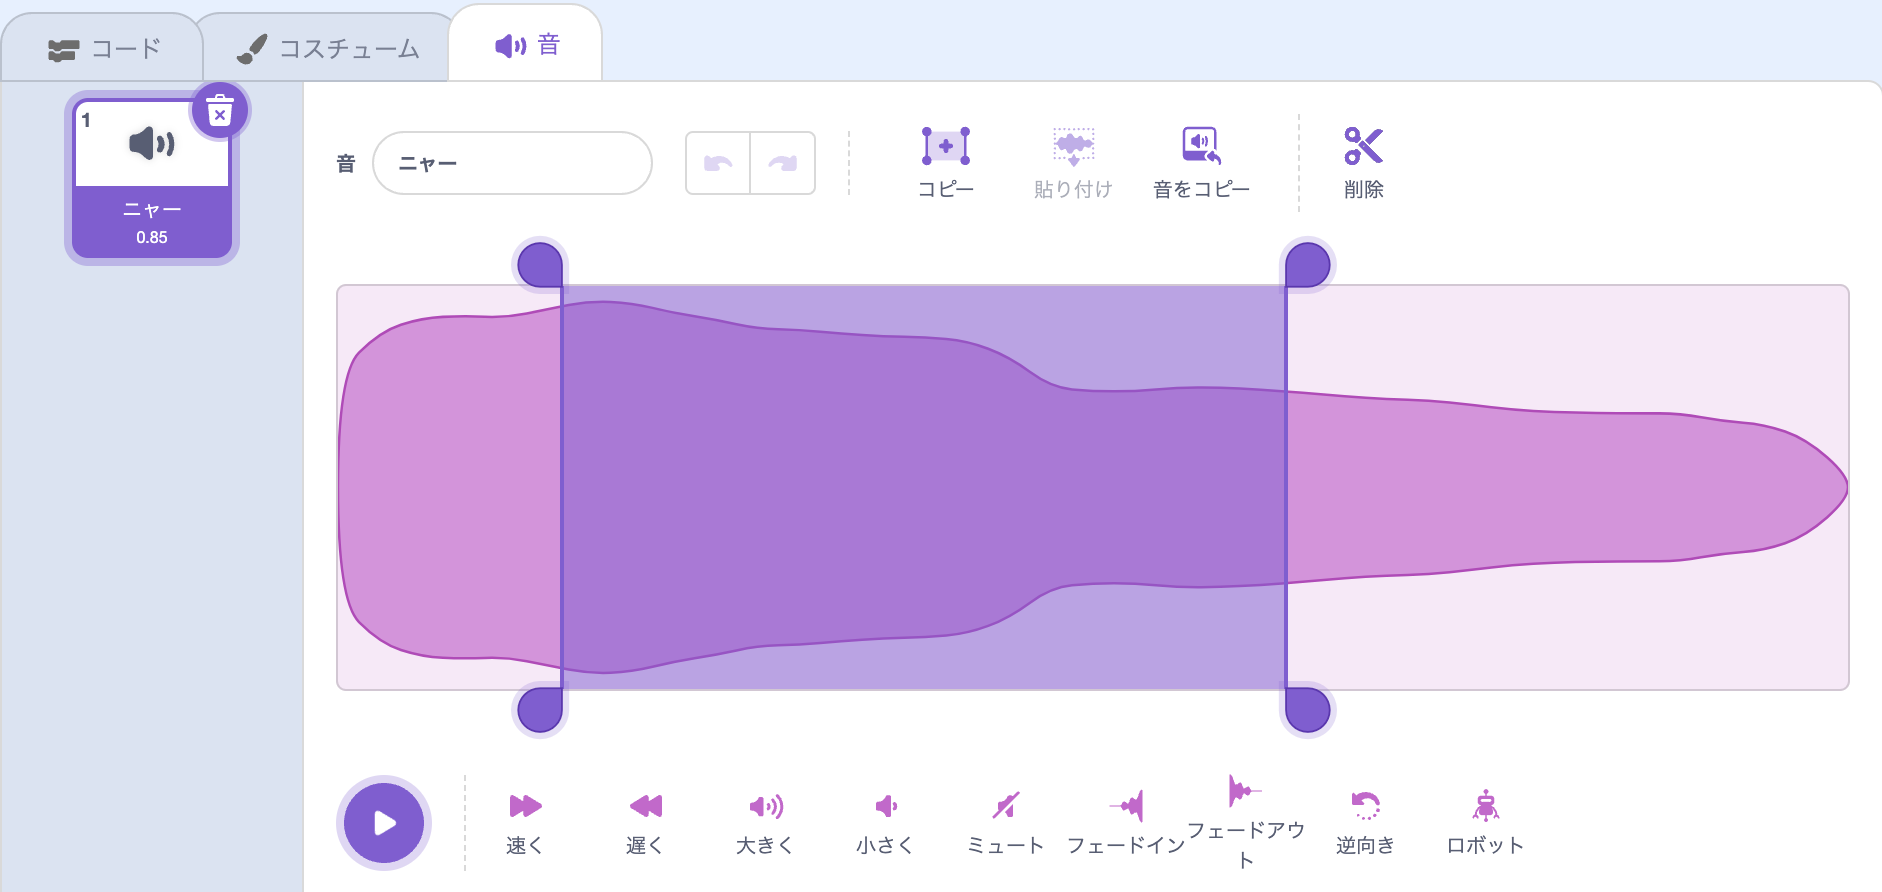 コード
コスチューム
音
1
ニャー
0.85
音
ニャー
コピー
貼り付け
音をコピー
削除
速く
遅く
大きく
小さく
ミュート
フェードイン
フェードアウ
ト
逆向き
ロボット